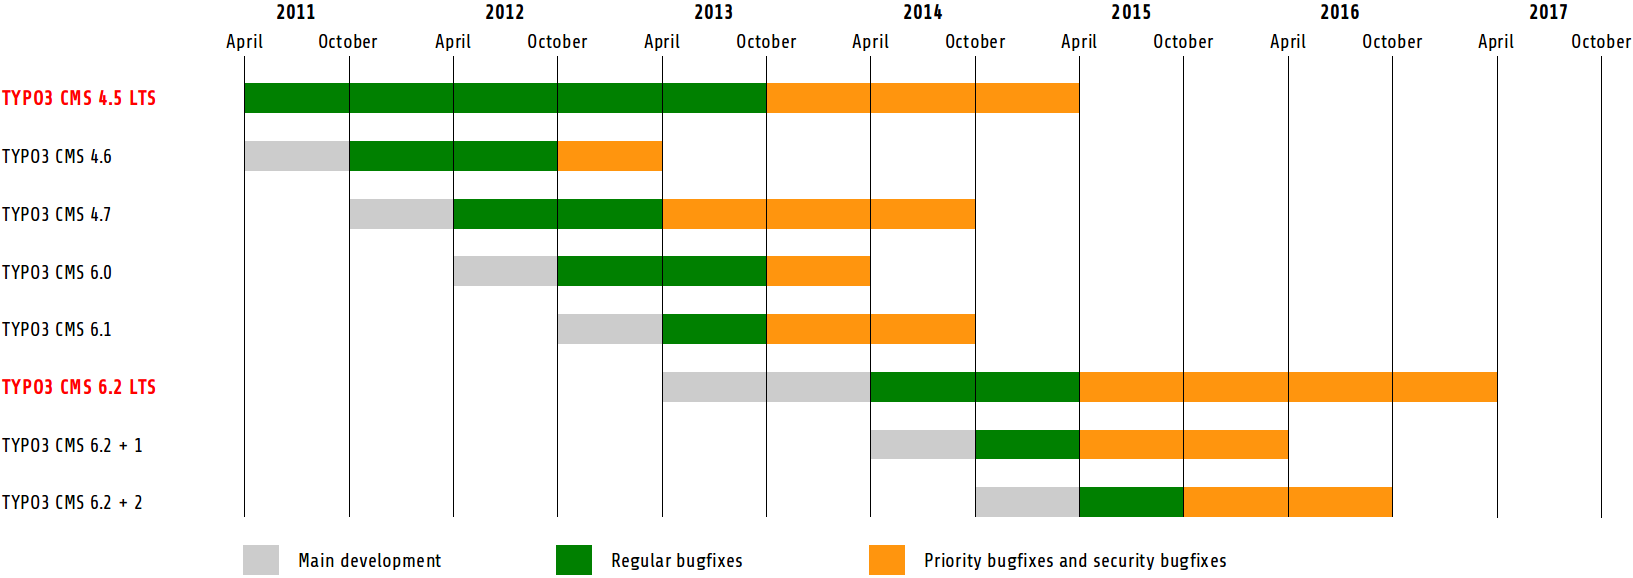 2011 2012 2013 2014 2015 2016 2017
April October April October April October April October April October April October April October
TYPO3 CMS 4.5 LTS
TYPO3 CMS 4.6
TYPO3 CMS 4.7
TYPO3 CMS 6.0
TYPO3 CMS 6.1
TYPO3 CMS 6.2 LTS
TYPO3 CMS 6.2 + 1
TYPO3 CMS 6.2 + 2
Main development Regular bugfixes Priority bugfixes and security bugfixes